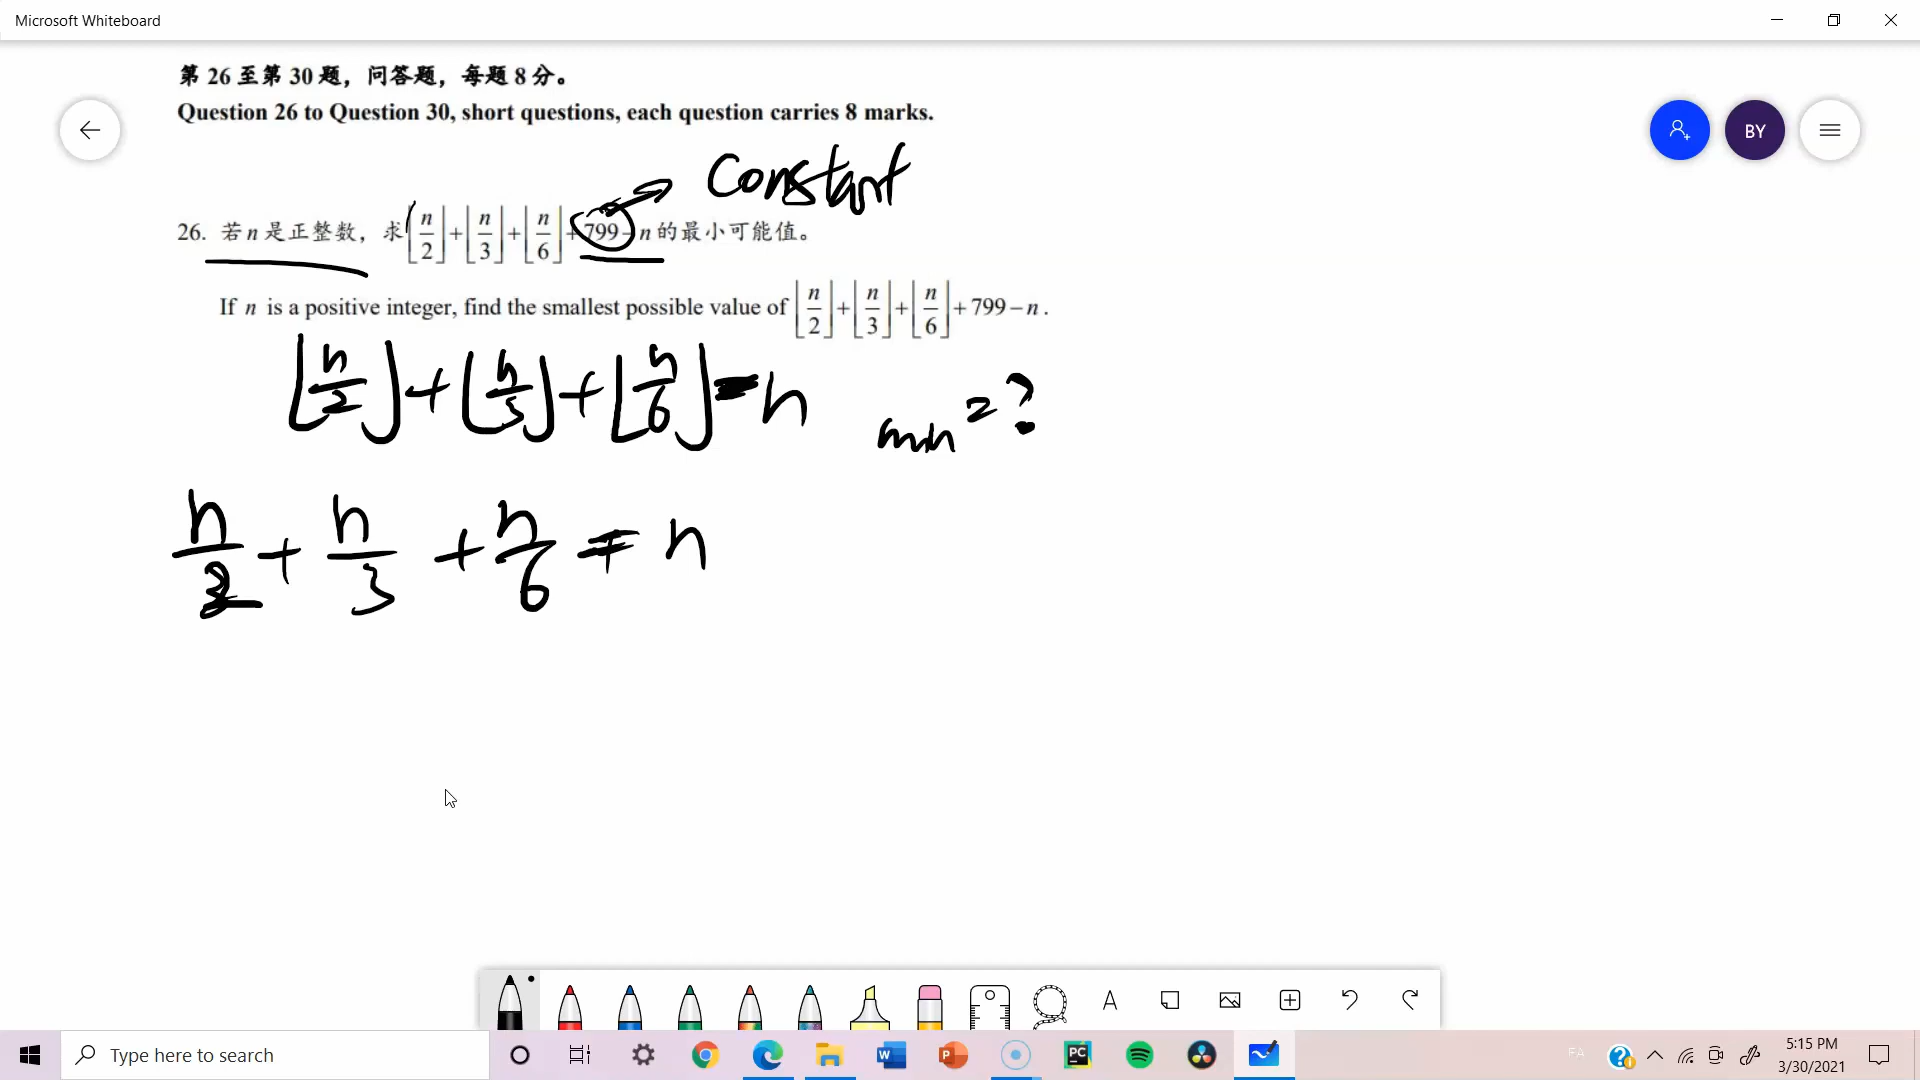 Microsoft Whiteboard
第 26 至第 30 题，问答题，每题 8 分。
Question 26 to Question 30, short questions, each question carries 8 marks.
BY
Constant
26. 若 n 是正整数，求 ⌊n/2⌋+⌊n/3⌋+⌊n/6⌋+799−n 的最小可能值。
If n is a positive integer, find the smallest possible value of ⌊n/2⌋+⌊n/3⌋+⌊n/6⌋+799−n.
⌊n/2⌋+⌊n/3⌋+⌊n/6⌋−n min=?
n/2+n/3+n/6=n
Type here to search
5:15 PM
3/30/2021